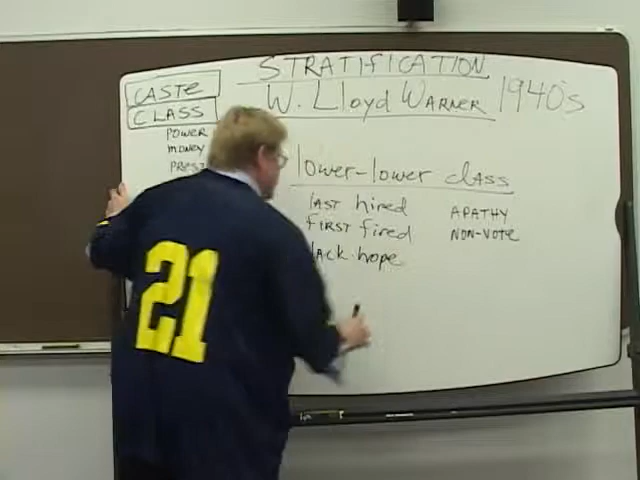 STRATIFICATION
W. Lloyd WARNER 1940's
CASTE
CLASS
POWER
money
PREST
lower-lower class
LAST hired
FIRST fired
lack hope
APATHY
NON-VOTE
21